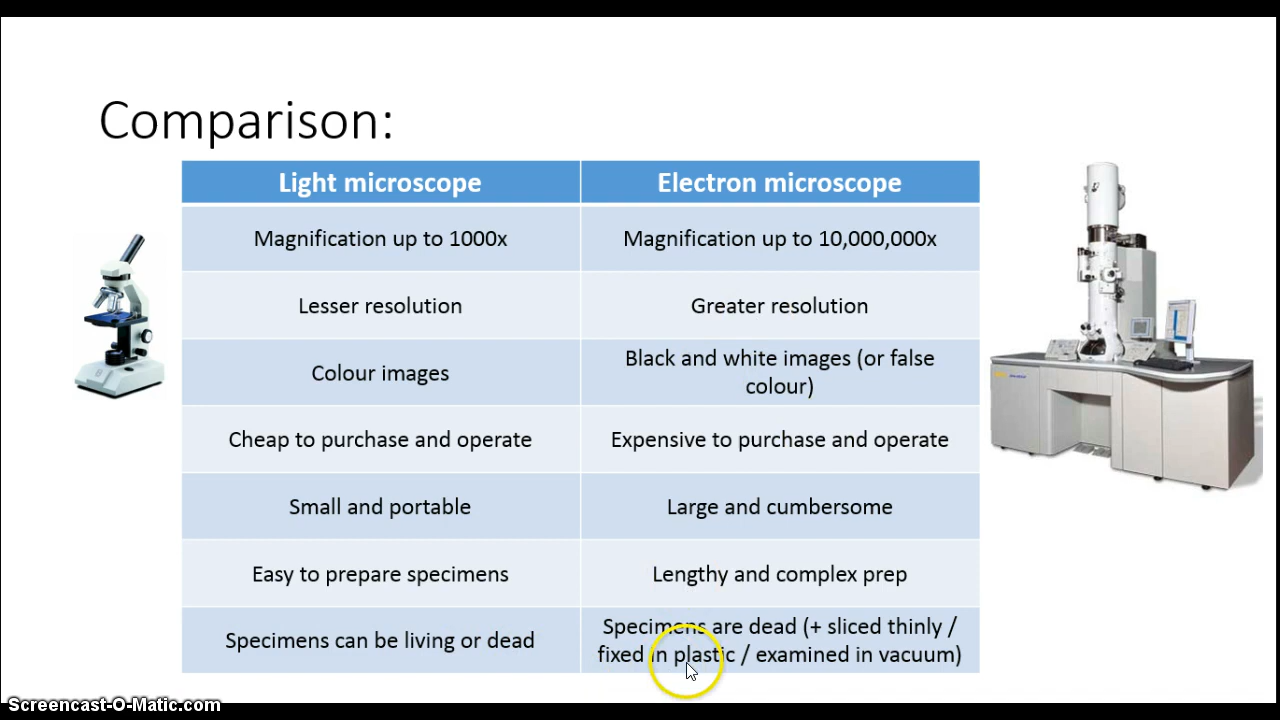 Comparison:
Light microscope
Electron microscope
Magnification up to 1000x
Magnification up to 10,000,000x
Lesser resolution
Greater resolution
Colour images
Black and white images (or false
colour)
Cheap to purchase and operate
Expensive to purchase and operate
Small and portable
Large and cumbersome
Easy to prepare specimens
Lengthy and complex prep
Specimens can be living or dead
Specimens are dead (+ sliced thinly /
fixed in plastic / examined in vacuum)
Screencast-O-Matic.com